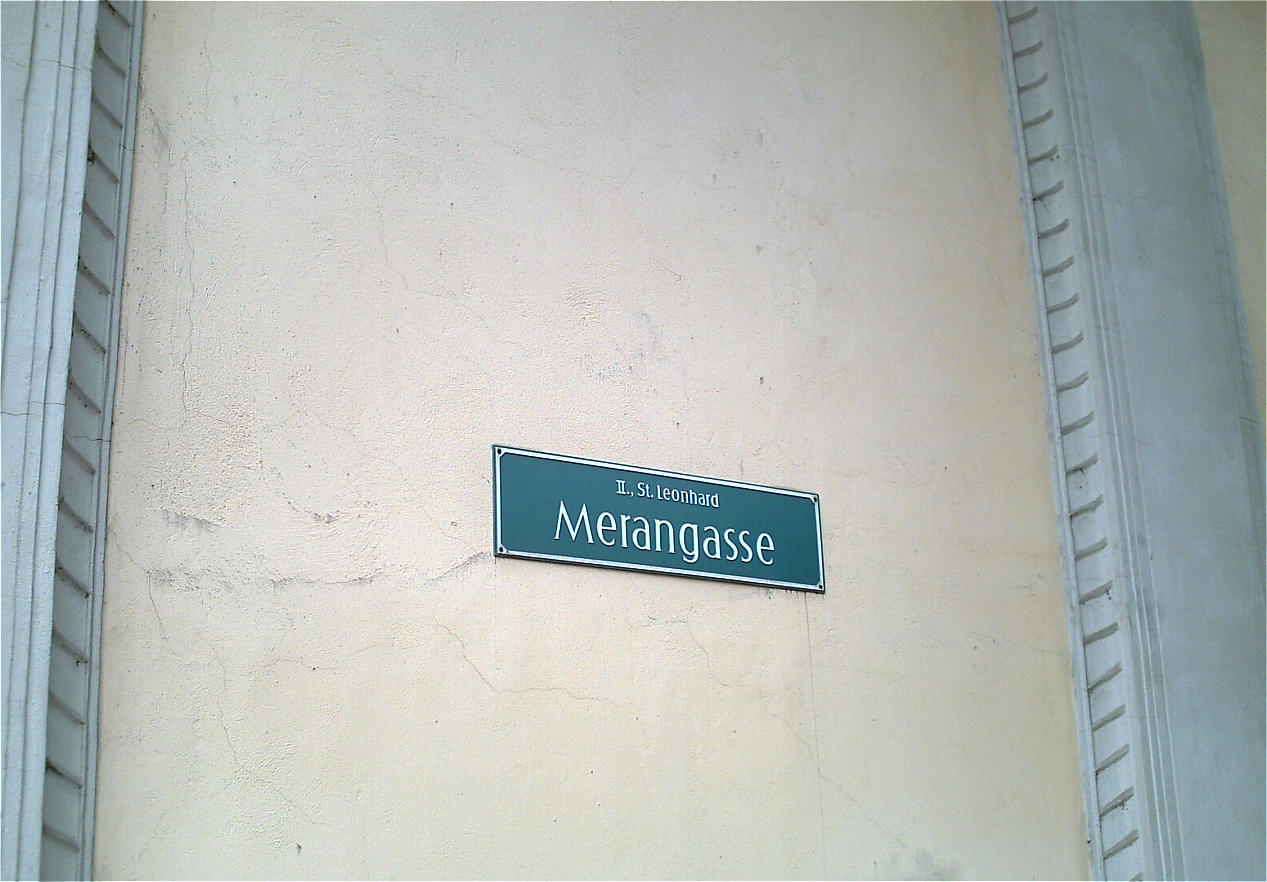 II., St. Leonhard
Merangasse